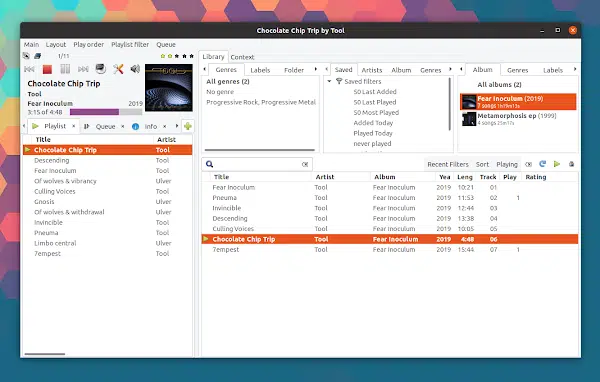 Chocolate Chip Trip by Tool
Main Layout Play order Playlist filter Queue
1/11
Chocolate Chip Trip
Tool
Fear Inoculum 2019
3:15 of 4:48
Playlist Queue Info
Title Artist
Chocolate Chip Trip Tool
Descending Tool
Fear Inoculum Tool
Of wolves & vibrancy Ulver
Culling Voices Tool
Gnosis Ulver
Of wolves & withdrawal Ulver
Invincible Tool
Pneuma Tool
Limbo central Ulver
7empest Tool
Library Context
Genres Labels Folder
All genres (2)
No genre
Progressive Rock, Progressive Metal
Saved Artists Album Genres
Saved filters
50 Last Added
50 Last Played
50 Most Played
Added Today
Played Today
never played
Album Genres Labels
All albums (2)
Fear Inoculum (2019)
7 songs 1h19m13s
Metamorphosis ep (1999)
4 songs 25m17s
Recent Filters Sort Playing
Title Artist Album Yea Leng Track Play Rating
Fear Inoculum Tool Fear Inoculum 2019 10:21 01
Pneuma Tool Fear Inoculum 2019 11:53 02 1
Invincible Tool Fear Inoculum 2019 12:44 03
Descending Tool Fear Inoculum 2019 13:38 04
Culling Voices Tool Fear Inoculum 2019 10:05 05
Chocolate Chip Trip Tool Fear Inoculum 2019 4:48 06
7empest Tool Fear Inoculum 2019 15:44 07 1